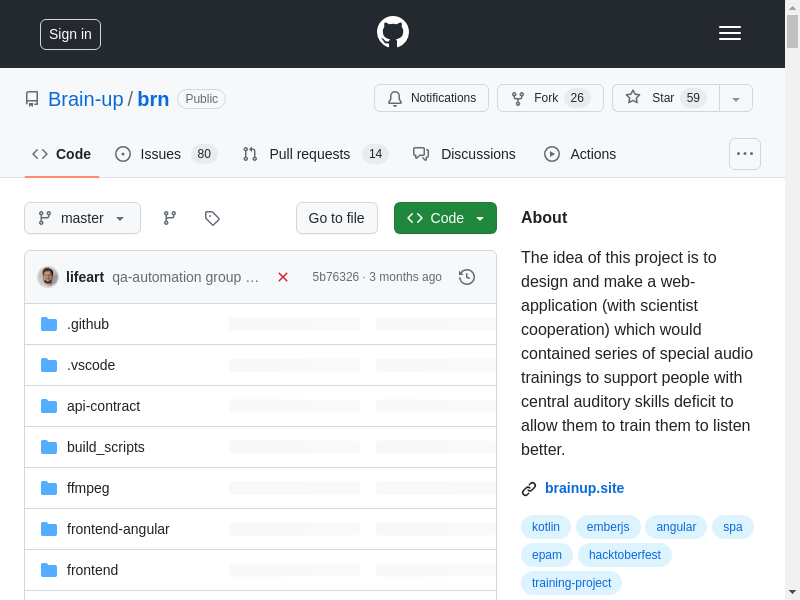 Sign in
Brain-up / brn Public
Notifications
Fork 26
Star 59
Code
Issues 80
Pull requests 14
Discussions
Actions
master
Go to file
Code
lifeart qa-automation group … 5b76326 · 3 months ago
.github
.vscode
api-contract
build_scripts
ffmpeg
frontend-angular
frontend
About
The idea of this project is to
design and make a web-
application (with scientist
cooperation) which would
contained series of special audio
trainings to support people with
central auditory skills deficit to
allow them to train them to listen
better.
brainup.site
kotlin emberjs angular spa
epam hacktoberfest
training-project